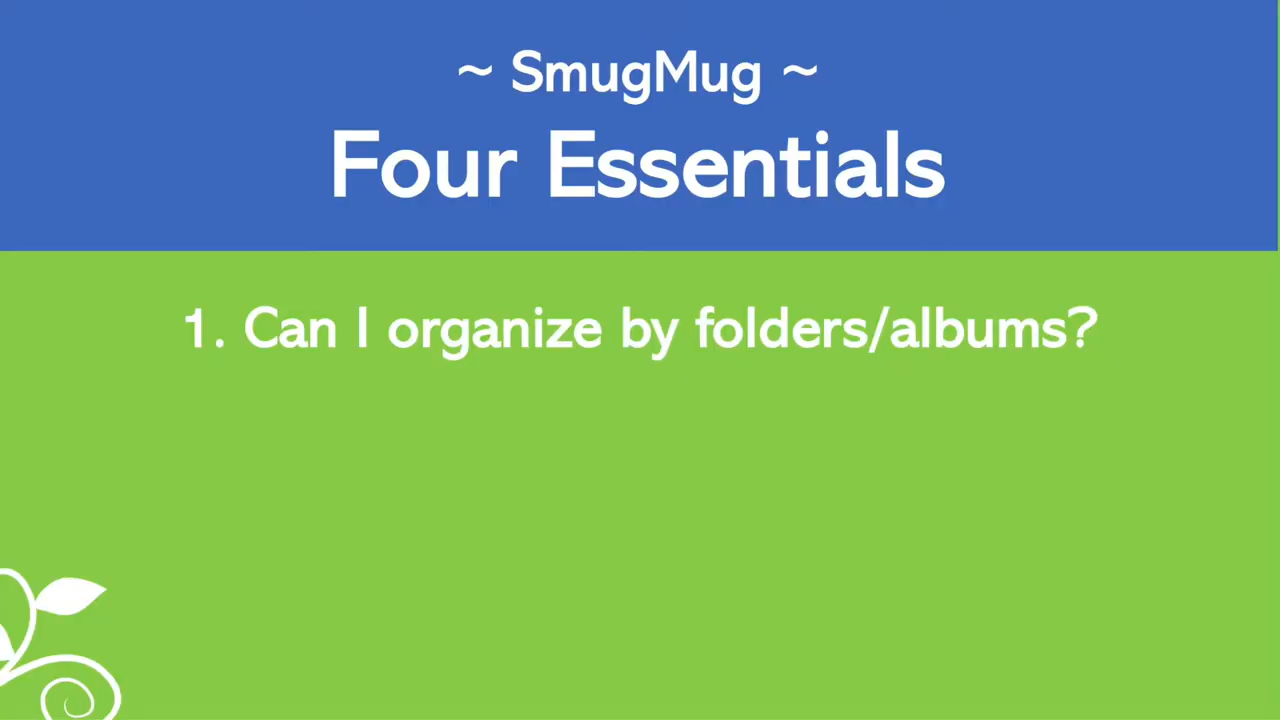 ~ SmugMug ~
Four Essentials
1. Can I organize by folders/albums?